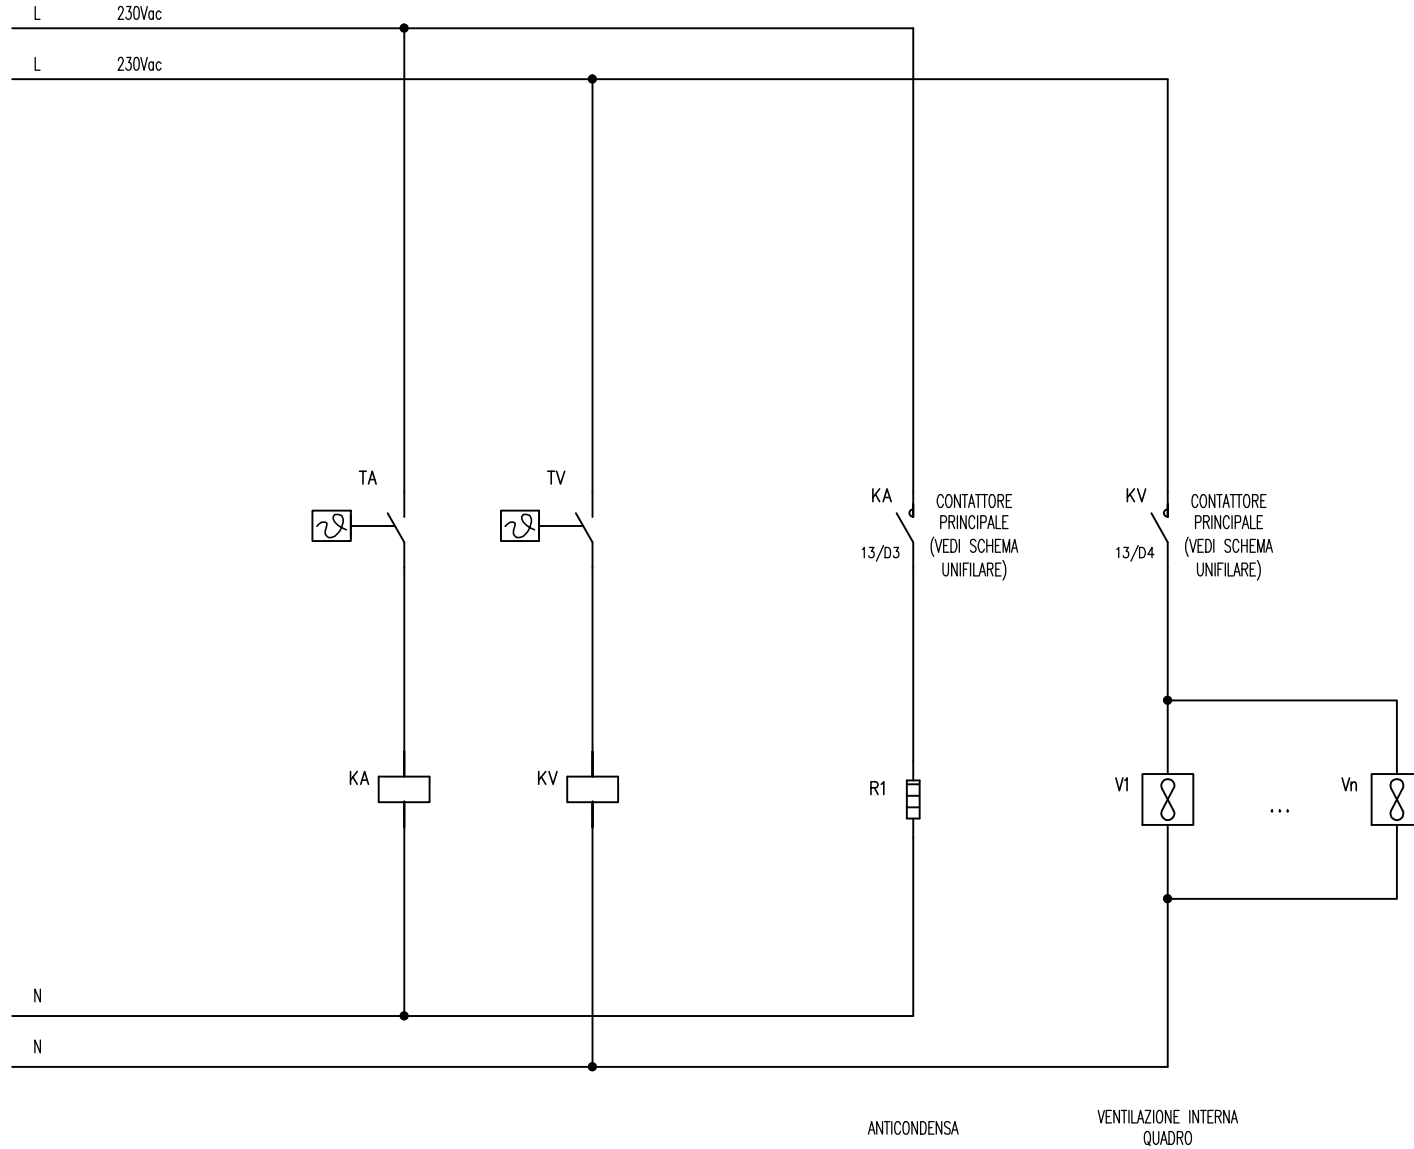 L 230Vac
L 230Vac
TA
TV
KA
CONTATTORE
PRINCIPALE
(VEDI SCHEMA
UNIFILARE)
13/D3
KV
CONTATTORE
PRINCIPALE
(VEDI SCHEMA
UNIFILARE)
13/D4
KA
KV
R1
V1
...
Vn
N
N
ANTICONDENSA
VENTILAZIONE INTERNA
QUADRO